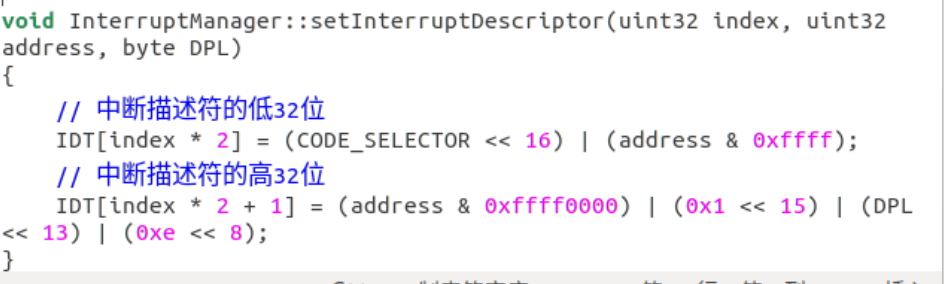 void InterruptManager::setInterruptDescriptor(uint32 index, uint32
address, byte DPL)
{
    // 中断描述符的低32位
    IDT[index * 2] = (CODE_SELECTOR << 16) | (address & 0xffff);
    // 中断描述符的高32位
    IDT[index * 2 + 1] = (address & 0xffff0000) | (0x1 << 15) | (DPL
<< 13) | (0xe << 8);
}